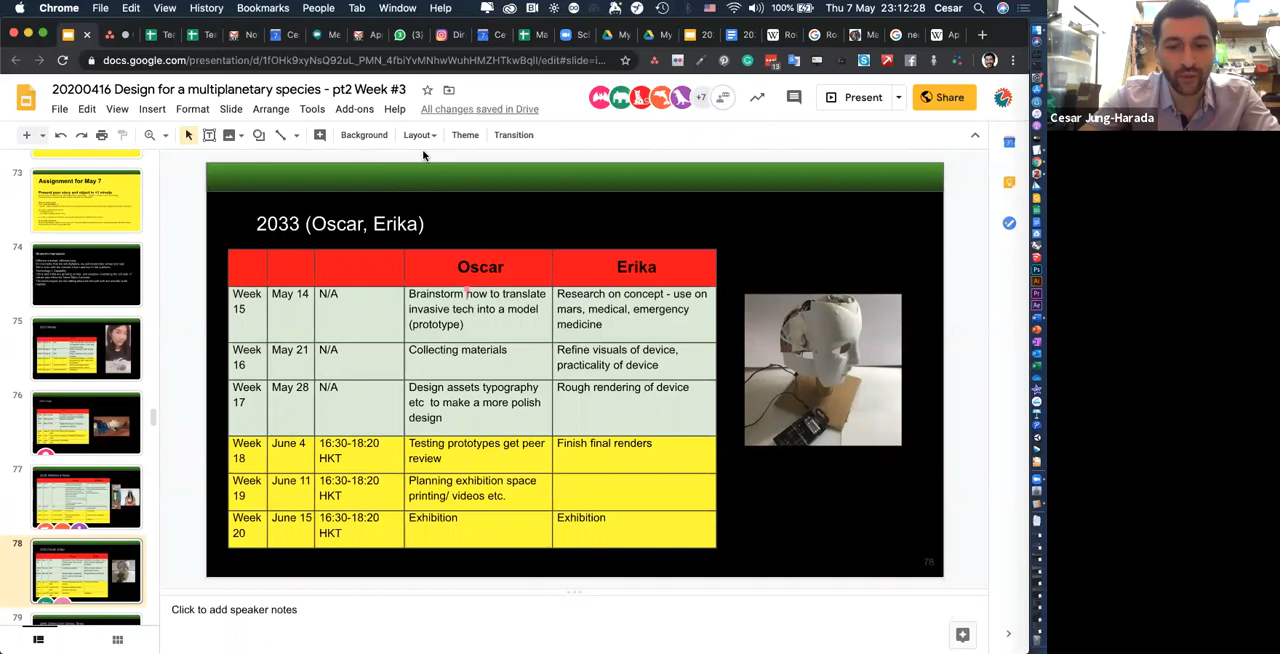 Chrome File Edit View History Bookmarks People Tab Window Help 100% Thu 7 May 23:12:28 Cesar
docs.google.com/presentation/d/1fOHk9xyNsQ92uL_PMN_4fbiYvMNhwWuhHMZHTkwBqlI/edit#slide=i...
20200416 Design for a multiplanetary species - L2 Week #3
+7
Present
Share
File Edit View Insert Format Slide Arrange Tools Add-ons Help All changes saved in Drive
Background Layout Theme Transition
Cesar Jung-Harada
73
Assignment for May 7
74
75
76
77
78
79
2033 (Oscar, Erika)
Oscar Erika
Week 15 May 14 N/A Brainstorm how to translate invasive tech into a model (prototype) Research on concept - use on mars, medical, emergency medicine
Week 16 May 21 N/A Collecting materials Refine visuals of device, practicality of device
Week 17 May 28 N/A Design assets typography etc to make a more polish design Rough rendering of device
Week 18 June 4 16:30-18:20 HKT Testing prototypes get peer review Finish final renders
Week 19 June 11 16:30-18:20 HKT Planning exhibition space printing/ videos etc.
Week 20 June 15 16:30-18:20 HKT Exhibition Exhibition
78
Click to add speaker notes